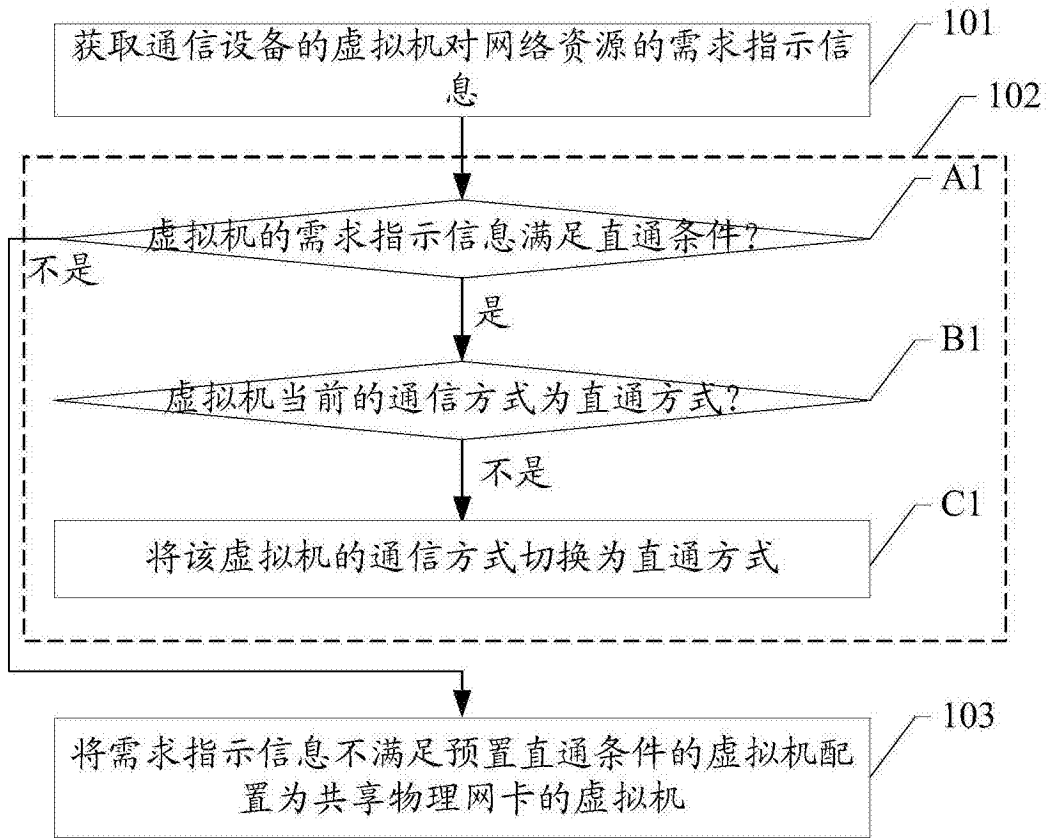 获取通信设备的虚拟机对网络资源的需求指示信
息
101
102
A1
虚拟机的需求指示信息满足直通条件?
不是
是
B1
虚拟机当前的通信方式为直通方式?
不是
C1
将该虚拟机的通信方式切换为直通方式
103
将需求指示信息不满足预置直通条件的虚拟机配
置为共享物理网卡的虚拟机